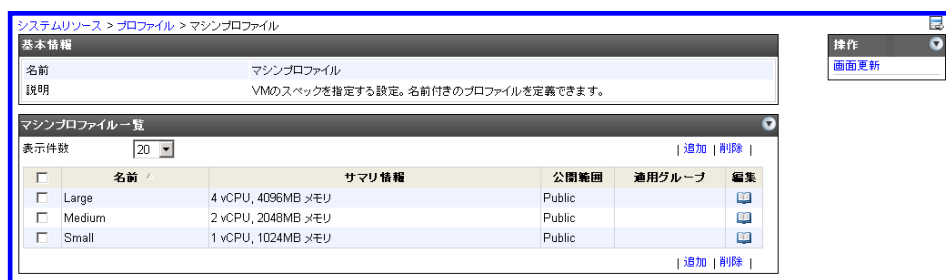 システムリソース > プロファイル > マシンプロファイル
基本情報
名前 マシンプロファイル
説明 VMのスペックを指定する設定。名前付きのプロファイルを定義できます。
マシンプロファイル一覧
表示件数 20 | 追加 | 削除 |
名前 サマリ情報 公開範囲 適用グループ 編集
Large 4 vCPU, 4096MB メモリ Public
Medium 2 vCPU, 2048MB メモリ Public
Small 1 vCPU, 1024MB メモリ Public
| 追加 | 削除 |
操作
画面更新